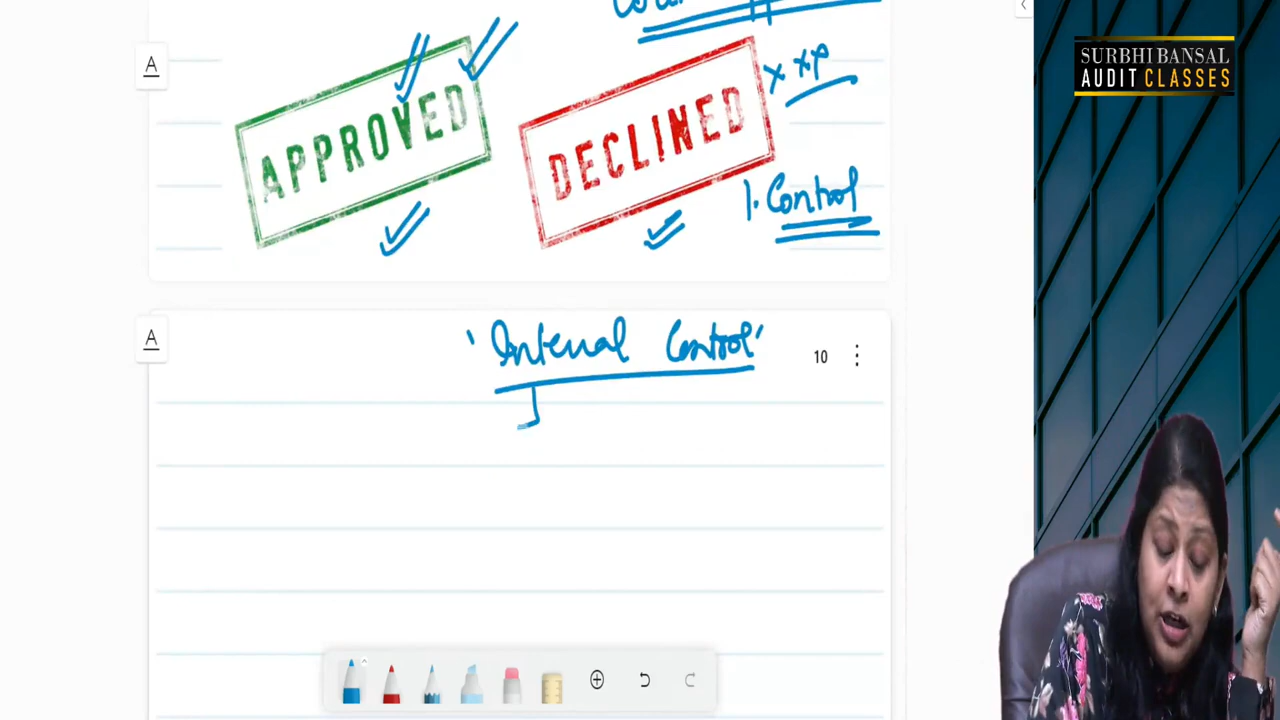 SURBHI BANSAL
AUDIT CLASSES
A
APPROVED
DECLINED
1. Control
A
'Internal Control'
10